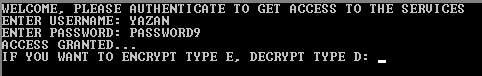 WELCOME, PLEASE AUTHENTICATE TO GET ACCESS TO THE SERVICES
ENTER USERNAME: YAZAN
ENTER PASSWORD: PASSWORD9
ACCESS GRANTED...
IF YOU WANT TO ENCRYPT TYPE E, DECRYPT TYPE D: _